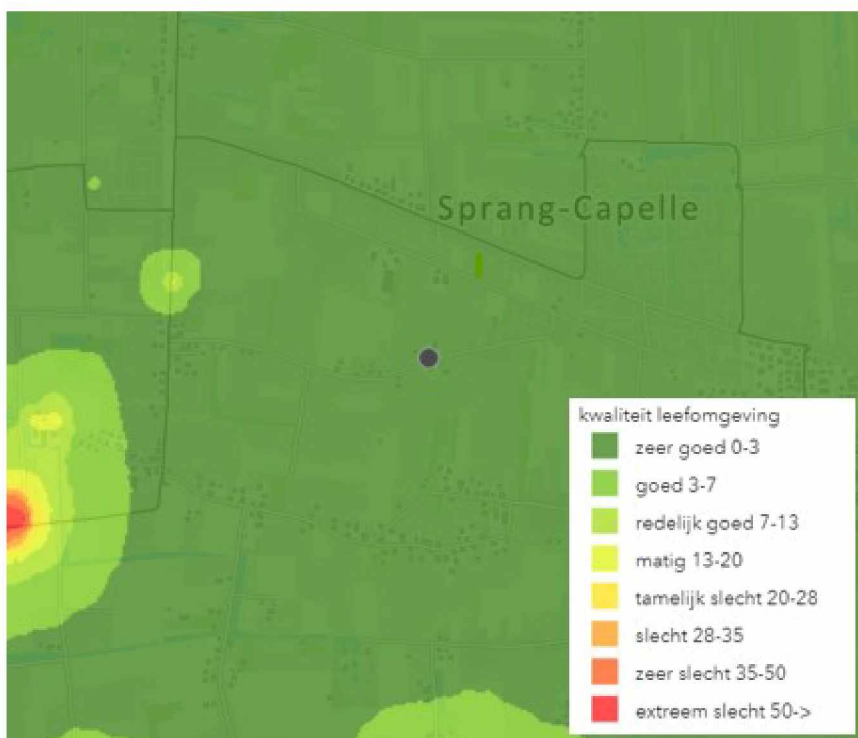 Sprang-Capelle
kwaliteit leefomgeving
zeer goed 0-3
goed 3-7
redelijk goed 7-13
matig 13-20
tamelijk slecht 20-28
slecht 28-35
zeer slecht 35-50
extreem slecht 50->